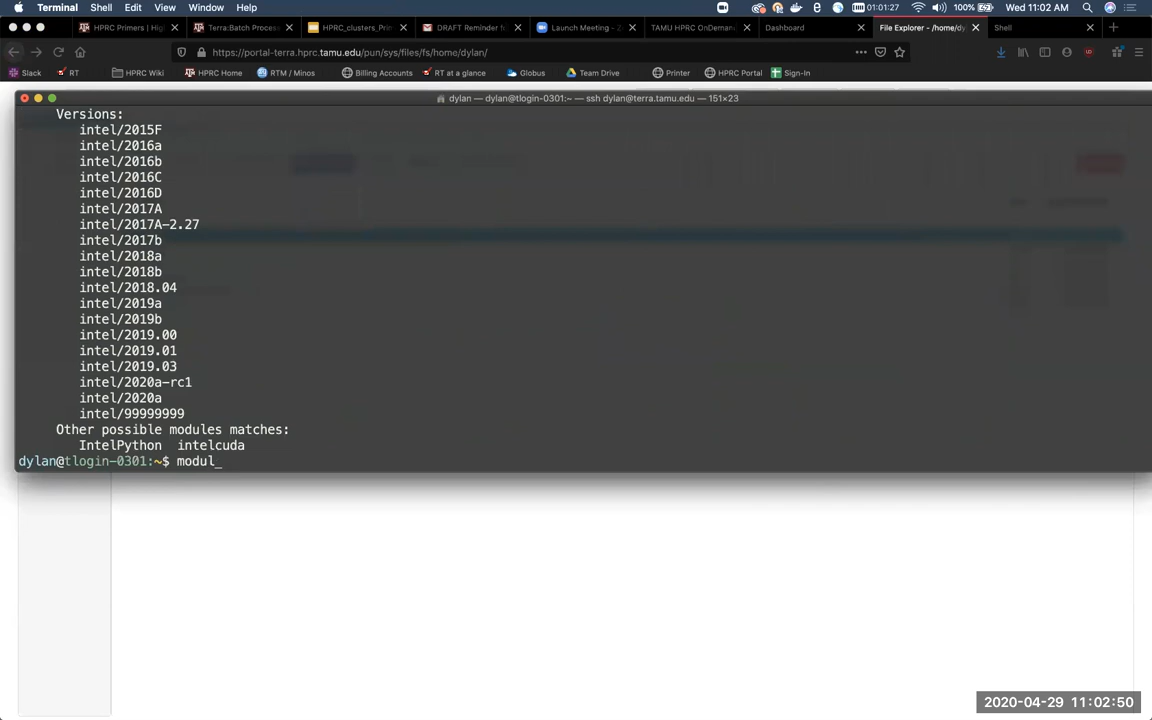 Terminal Shell Edit View Window Help 01:01:27 100% Wed 11:02 AM
HPRC Primers | Hig Terra:Batch Process HPRC_clusters_Prim DRAFT Reminder fo Launch Meeting - Z TAMU HPRC OnDeman Dashboard File Explorer - /home/dy Shell
https://portal-terra.hprc.tamu.edu/pun/sys/files/fs/home/dylan/
Slack RT HPRC Wiki HPRC Home RTM / Minos Billing Accounts RT at a glance Globus Team Drive Printer HPRC Portal Sign-In
dylan — dylan@tlogin-0301:~ — ssh dylan@terra.tamu.edu — 151×23
Versions:
intel/2015F
intel/2016a
intel/2016b
intel/2016C
intel/2016D
intel/2017A
intel/2017A-2.27
intel/2017b
intel/2018a
intel/2018b
intel/2018.04
intel/2019a
intel/2019b
intel/2019.00
intel/2019.01
intel/2019.03
intel/2020a-rc1
intel/2020a
intel/99999999
Other possible modules matches:
IntelPython intelcuda
dylan@tlogin-0301:~$ modul_
2020-04-29 11:02:50